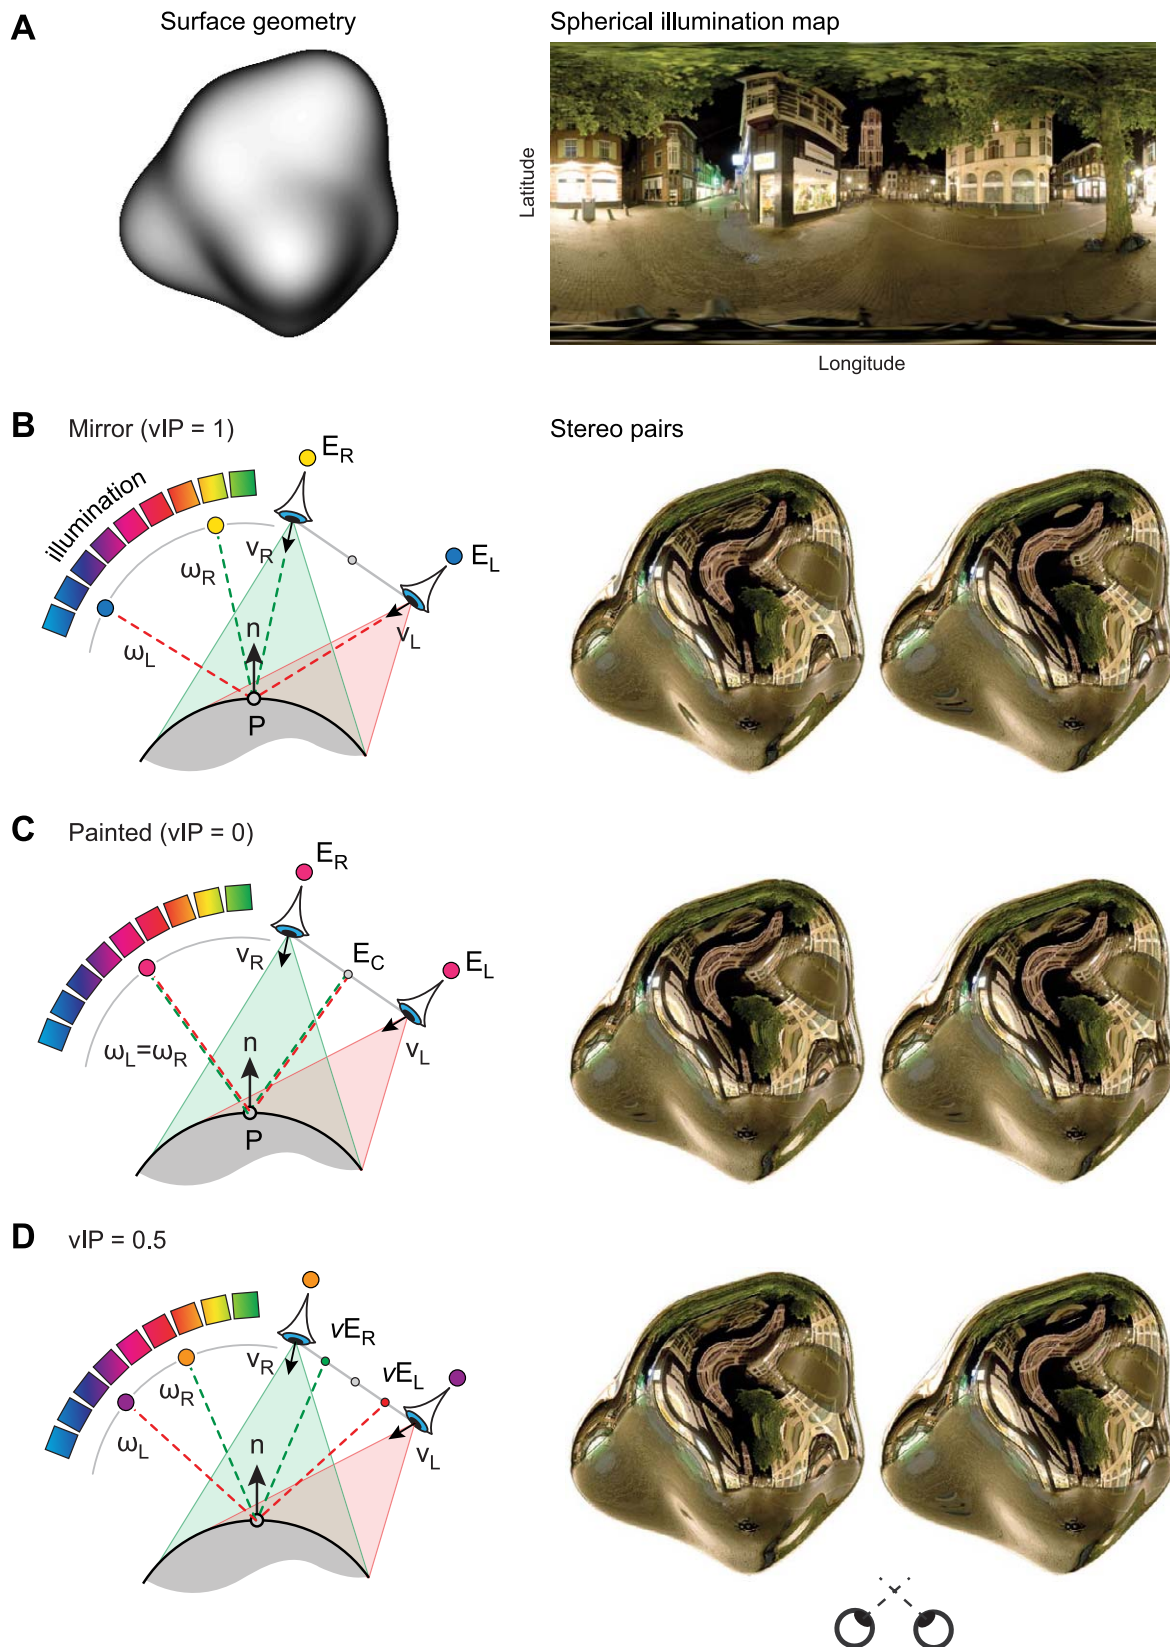 A
Surface geometry
Spherical illumination map
Latitude
Longitude
B
Mirror (vIP = 1)
Stereo pairs
illumination
E_R
E_L
v_R
ω_R
v_L
n
ω_L
P
C
Painted (vIP = 0)
E_R
v_R
E_C
E_L
n
v_L
ω_L=ω_R
P
D
vIP = 0.5
vE_R
v_R
vE_L
ω_R
ω_L
n
v_L